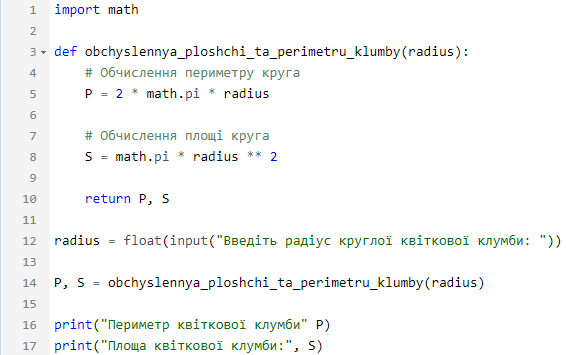 1 import math
2
3 def obchyslennya_ploshchi_ta_perimetru_klumby(radius):
4     # Обчислення периметру круга
5     P = 2 * math.pi * radius
6
7     # Обчислення площі круга
8     S = math.pi * radius ** 2
9
10     return P, S
11
12 radius = float(input("Введіть радіус круглої квіткової клумби: "))
13
14 P, S = obchyslennya_ploshchi_ta_perimetru_klumby(radius)
15
16 print("Периметр квіткової клумби" P)
17 print("Площа квіткової клумби:", S)